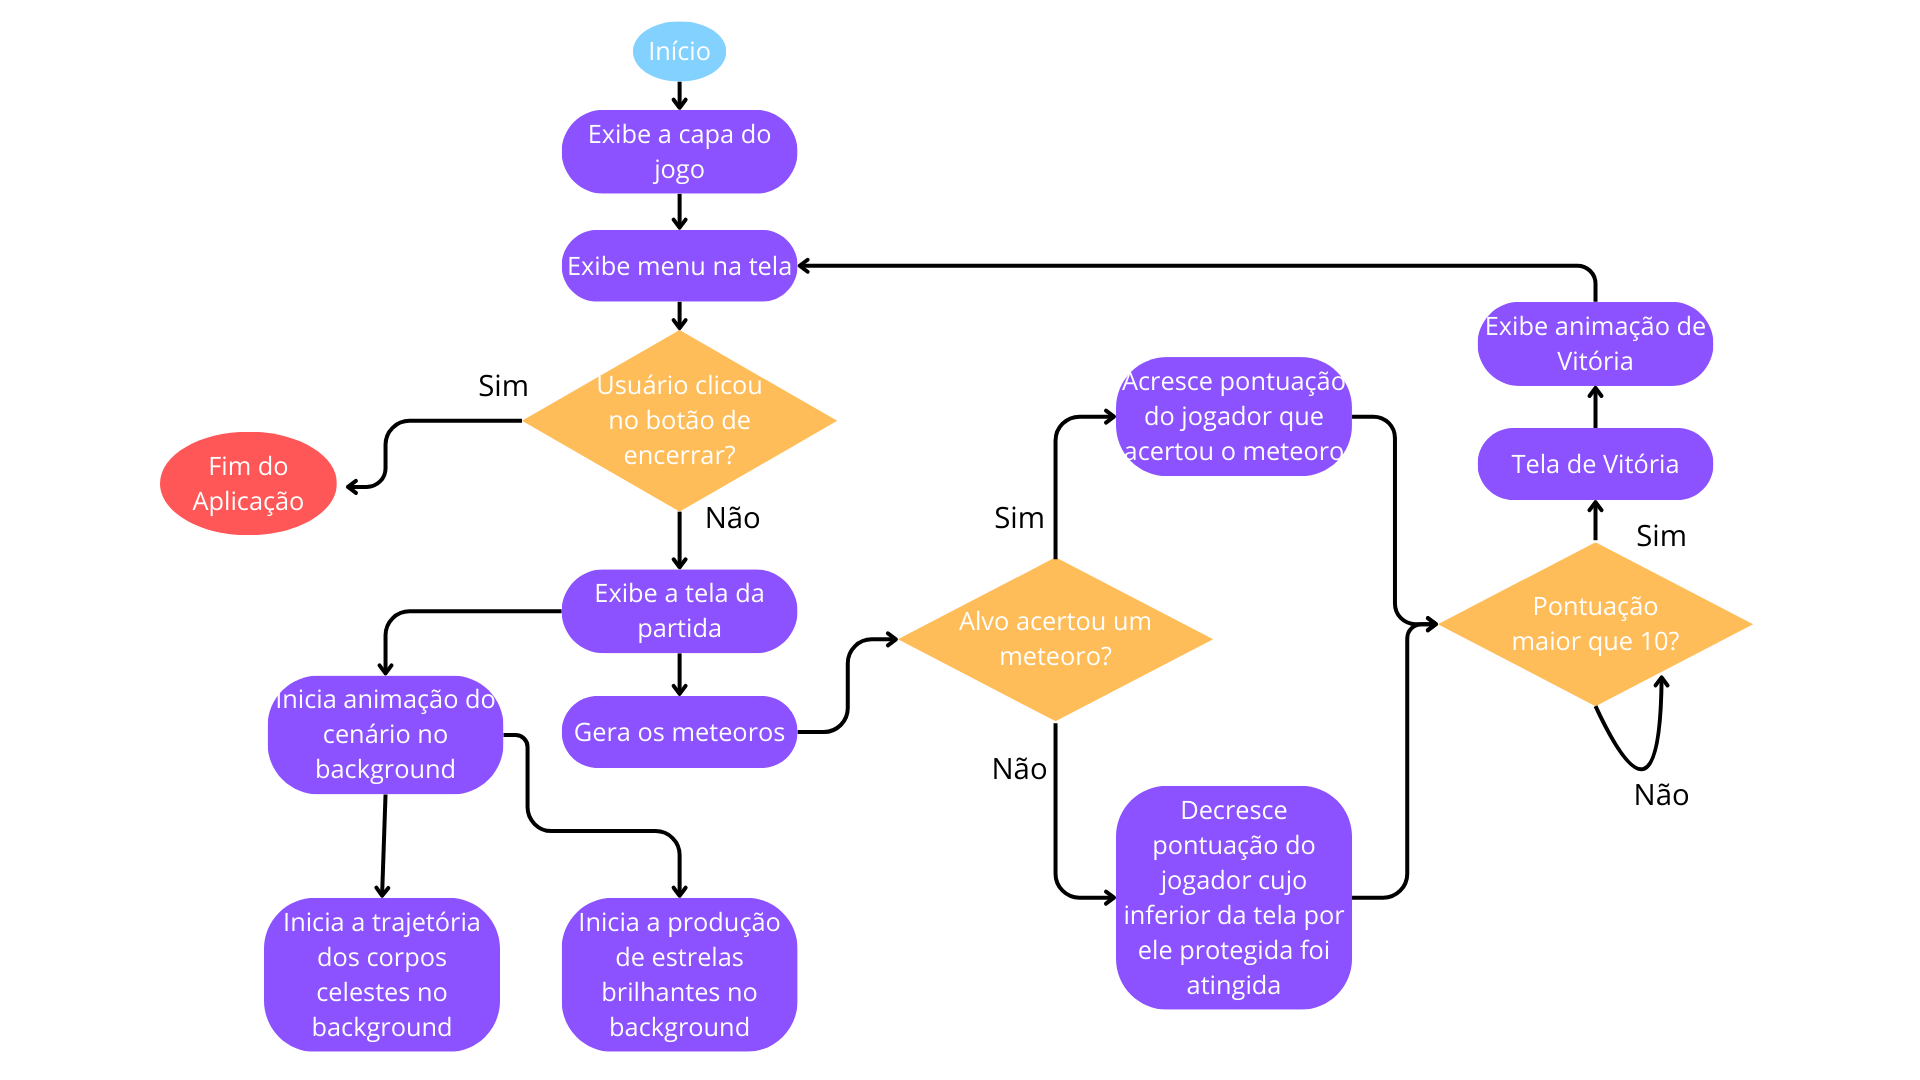 Início
Exibe a capa do
jogo
Exibe menu na tela
Usuário clicou
no botão de
encerrar?
Sim
Fim do
Aplicação
Não
Exibe a tela da
partida
Inicia animação do
cenário no
background
Gera os meteoros
Inicia a trajetória
dos corpos
celestes no
background
Inicia a produção
de estrelas
brilhantes no
background
Alvo acertou um
meteoro?
Sim
Acresce pontuação
do jogador que
acertou o meteoro
Não
Decresce
pontuação do
jogador cujo
inferior da tela por
ele protegida foi
atingida
Pontuação
maior que 10?
Não
Sim
Tela de Vitória
Exibe animação de
Vitória